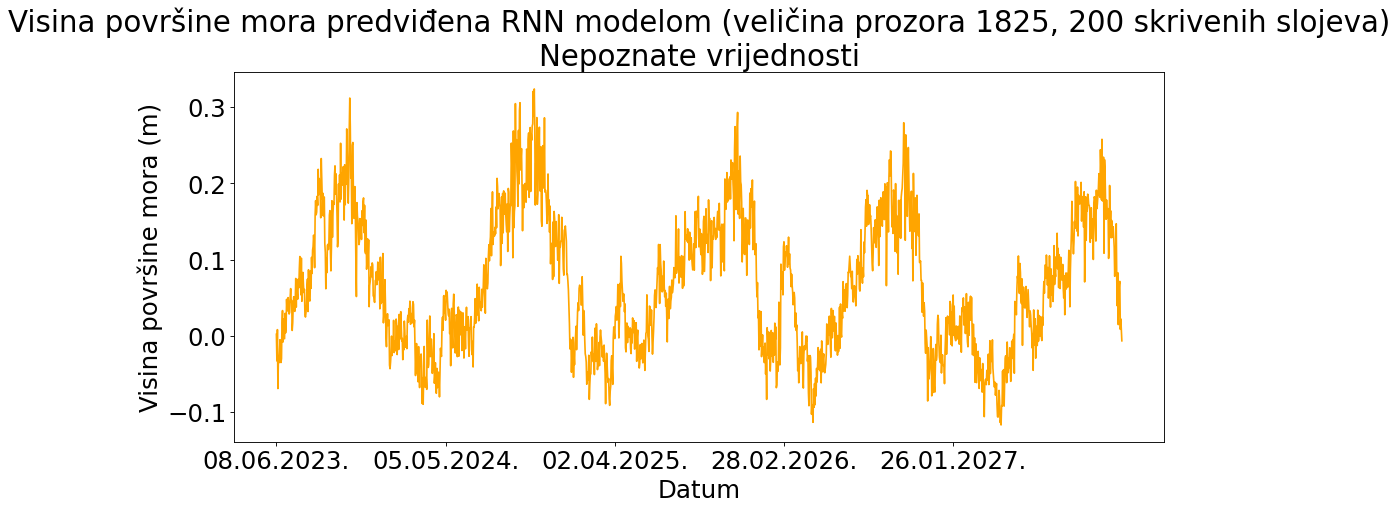 Visina površine mora predviđena RNN modelom (veličina prozora 1825, 200 skrivenih slojeva)
Nepoznate vrijednosti
Visina površine mora (m)
0.3
0.2
0.1
0.0
−0.1
08.06.2023. 05.05.2024. 02.04.2025. 28.02.2026. 26.01.2027.
Datum